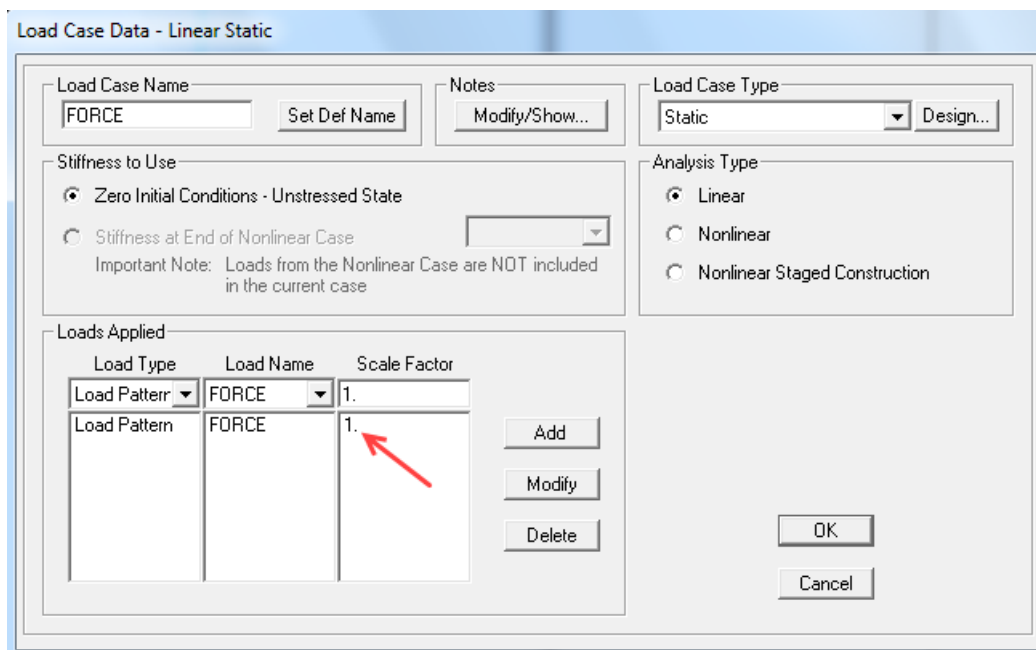 Load Case Data - Linear Static
Load Case Name
FORCE
Set Def Name
Notes
Modify/Show...
Load Case Type
Static
Design...
Stiffness to Use
Zero Initial Conditions - Unstressed State
Stiffness at End of Nonlinear Case
Important Note: Loads from the Nonlinear Case are NOT included
in the current case
Analysis Type
Linear
Nonlinear
Nonlinear Staged Construction
Loads Applied
Load Type Load Name Scale Factor
Load Pattern FORCE 1.
Load Pattern FORCE 1.
Add
Modify
Delete
OK
Cancel